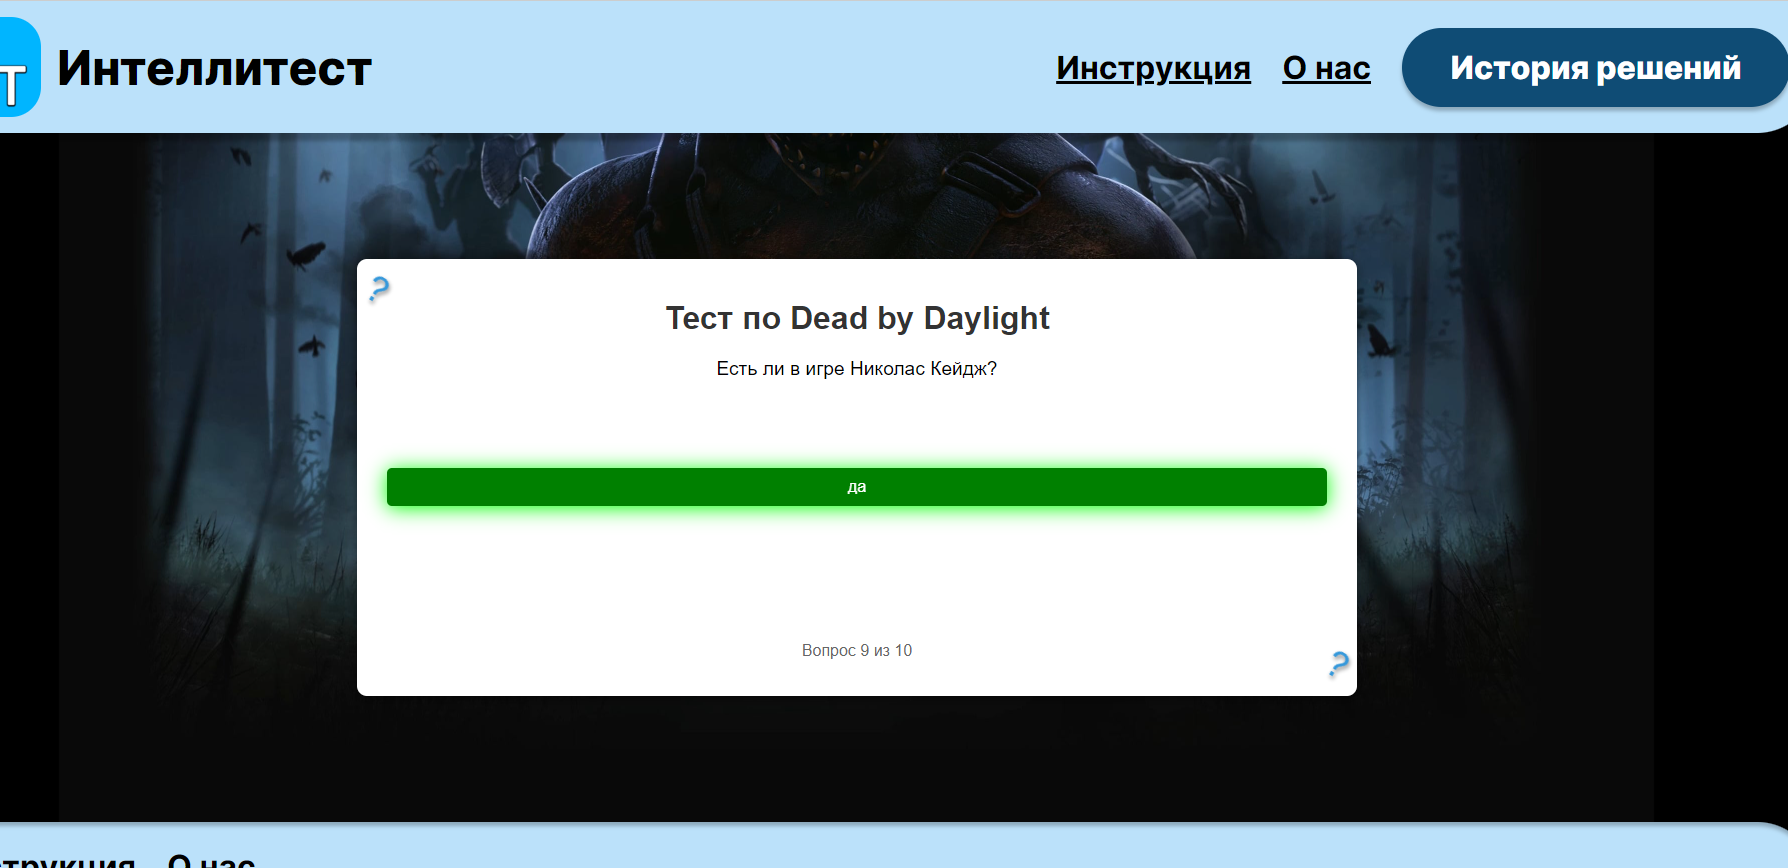 Т
Интеллитест
Инструкция
О нас
История решений
?
Тест по Dead by Daylight
Есть ли в игре Николас Кейдж?
да
Вопрос 9 из 10
?
струкция
О нас